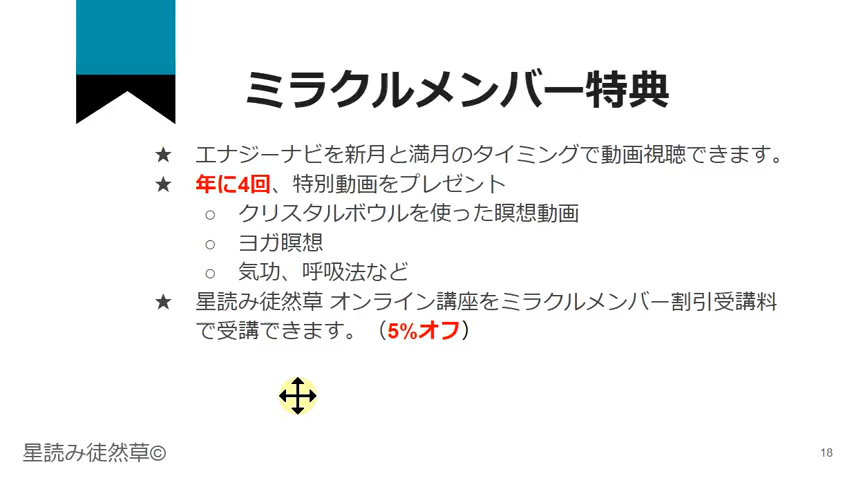 ミラクルメンバー特典
★ エナジーナビを新月と満月のタイミングで動画視聴できます。
★ 年に4回、特別動画をプレゼント
○ クリスタルボウルを使った瞑想動画
○ ヨガ瞑想
○ 気功、呼吸法など
★ 星読み徒然草 オンライン講座をミラクルメンバー割引受講料
で受講できます。（5%オフ）
星読み徒然草©
18